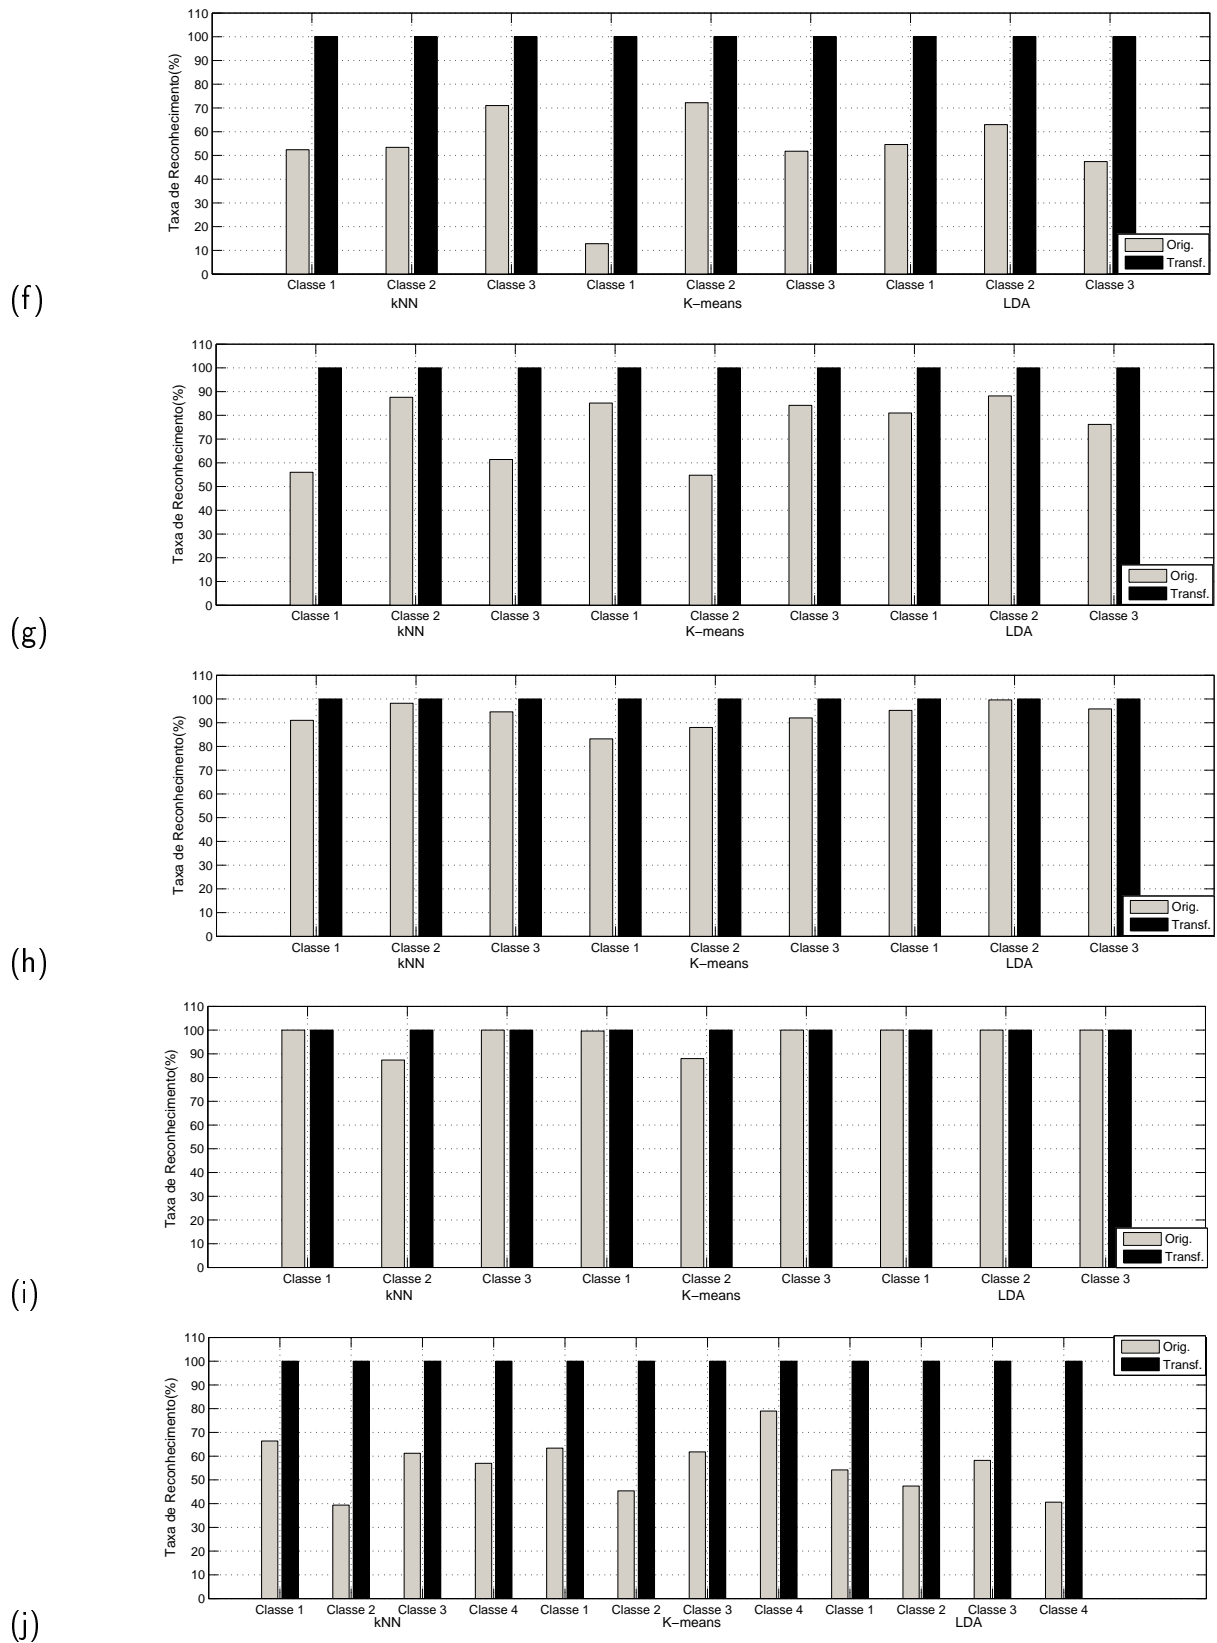 110
100
90
80
70
60
50
40
30
20
10
0
Taxa de Reconhecimento(%)
Orig.
Transf.
Classe 1 Classe 2 Classe 3 Classe 1 Classe 2 Classe 3 Classe 1 Classe 2 Classe 3
kNN K−means LDA
(f)
110
100
90
80
70
60
50
40
30
20
10
0
Taxa de Reconhecimento(%)
Orig.
Transf.
Classe 1 Classe 2 Classe 3 Classe 1 Classe 2 Classe 3 Classe 1 Classe 2 Classe 3
kNN K−means LDA
(g)
110
100
90
80
70
60
50
40
30
20
10
0
Taxa de Reconhecimento(%)
Orig.
Transf.
Classe 1 Classe 2 Classe 3 Classe 1 Classe 2 Classe 3 Classe 1 Classe 2 Classe 3
kNN K−means LDA
(h)
110
100
90
80
70
60
50
40
30
20
10
0
Taxa de Reconhecimento(%)
Orig.
Transf.
Classe 1 Classe 2 Classe 3 Classe 1 Classe 2 Classe 3 Classe 1 Classe 2 Classe 3
kNN K−means LDA
(i)
110
100
90
80
70
60
50
40
30
20
10
0
Taxa de Reconhecimento(%)
Orig.
Transf.
Classe 1 Classe 2 Classe 3 Classe 4 Classe 1 Classe 2 Classe 3 Classe 4 Classe 1 Classe 2 Classe 3 Classe 4
kNN K−means LDA
(j)